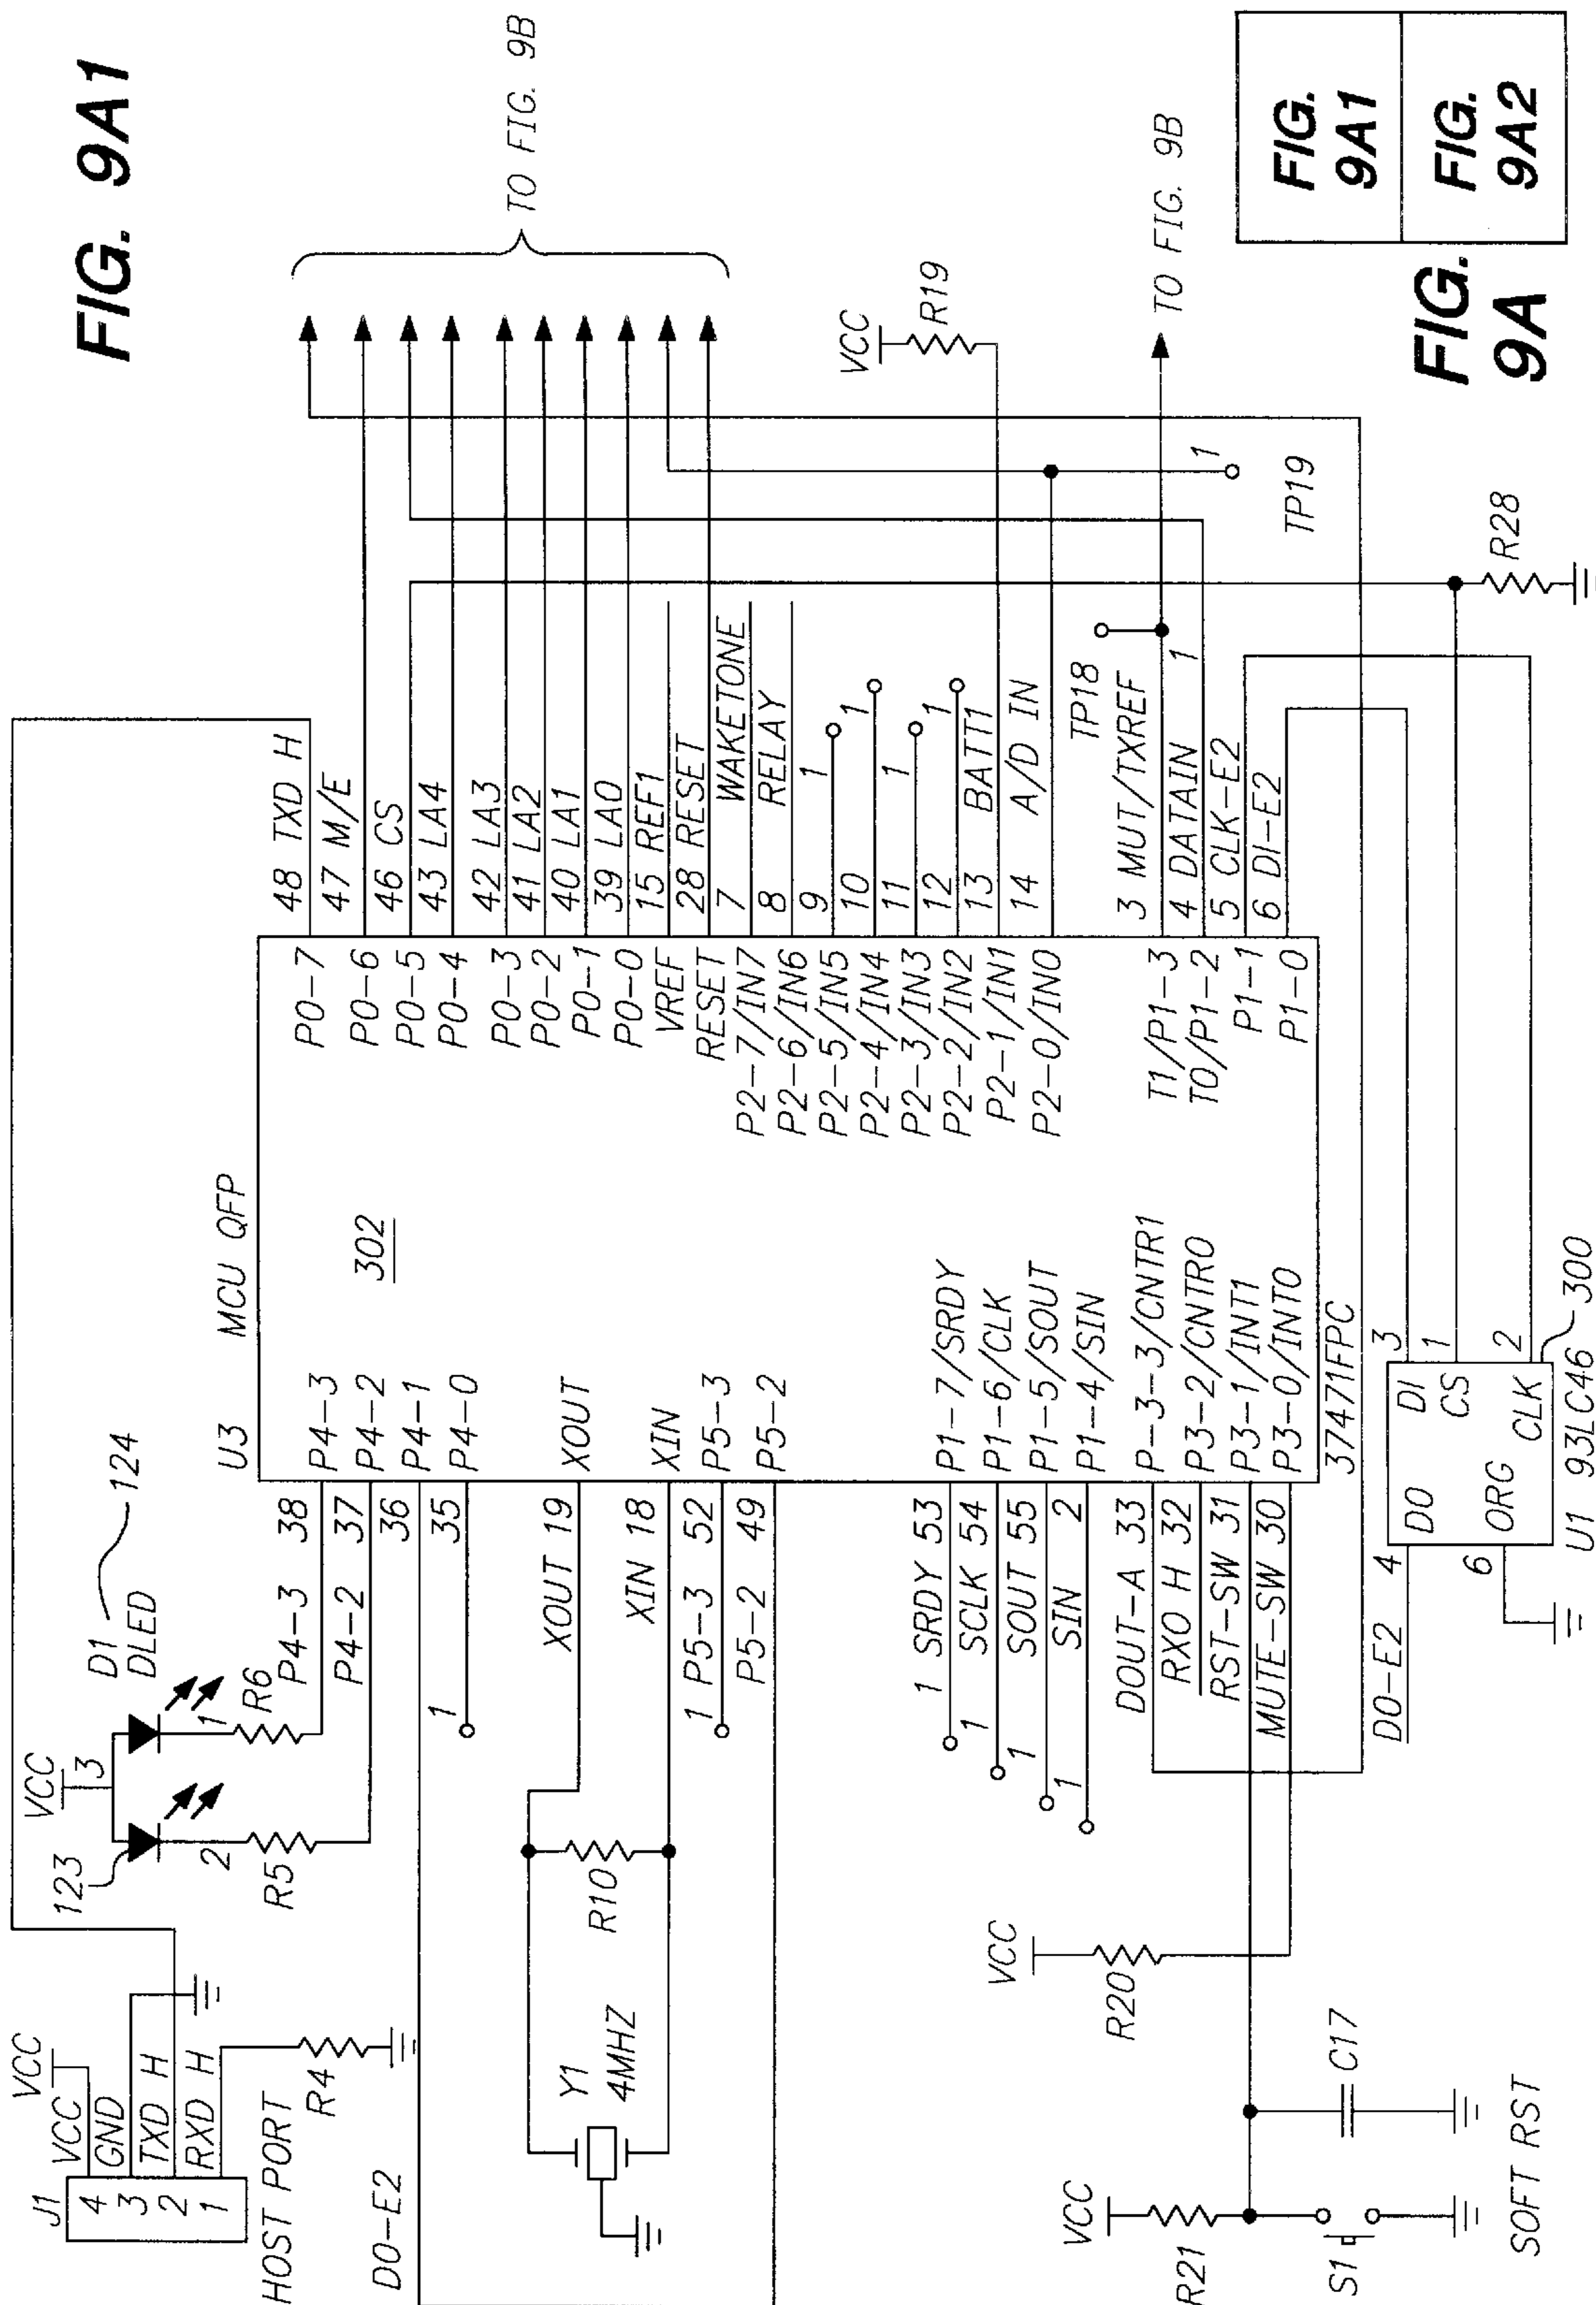 FIG. 9A1
J1
VCC
VCC
4
GND
3
TXD H
2
RXD H
1
HOST PORT
R4
VCC
3
123
D1
DLED
124
2
1
R5
R6
DO-E2
P4-3 38
P4-2 37
36
35
1
Y1
4MHZ
R10
XOUT 19
XIN 18
1 P5-3 52
P5-2 49
1 SRDY 53
1 SCLK 54
1 SOUT 55
1 SIN 2
DOUT-A 33
RXO H 32
RST-SW 31
MUTE-SW 30
VCC
R20
VCC
R21
S1
C17
SOFT RST
U3
MCU QFP
302
P4-3
P4-2
P4-1
P4-0
XOUT
XIN
P5-3
P5-2
P1-7/SRDY
P1-6/CLK
P1-5/SOUT
P1-4/SIN
P-3-3/CNTR1
P3-2/CNTR0
P3-1/INT1
P3-0/INT0
37471FPC
P0-7
P0-6
P0-5
P0-4
P0-3
P0-2
P0-1
P0-0
VREF
RESET
P2-7/IN7
P2-6/IN6
P2-5/IN5
P2-4/IN4
P2-3/IN3
P2-2/IN2
P2-1/IN1
P2-0/IN0
T1/P1-3
T0/P1-2
P1-1
P1-0
48 TXD H
47 M/E
46 CS
43 LA4
42 LA3
41 LA2
40 LA1
39 LA0
15 REF1
28 RESET
7 WAKETONE
8 RELAY
9 1
10 1
11 1
12 1
13 BATT1
14 A/D IN
TP18
3 MUT/TXREF
4 DATAIN 1
5 CLK-E2
6 DI-E2
TO FIG. 9B
VCC
R19
TO FIG. 9B
1
TP19
R28
DO-E2
4
DO
DI
3
CS
1
6
ORG
CLK
2
U1 93LC46
300
FIG.
9A1
FIG.
9A2
FIG.
9A